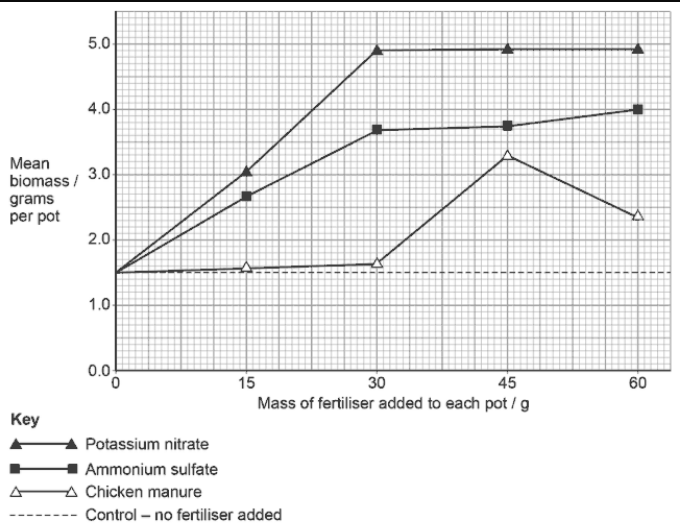 5.0
4.0
3.0
2.0
1.0
0.0
Mean
biomass /
grams
per pot
0
15
30
45
60
Mass of fertiliser added to each pot / g
Key
Potassium nitrate
Ammonium sulfate
Chicken manure
Control – no fertiliser added